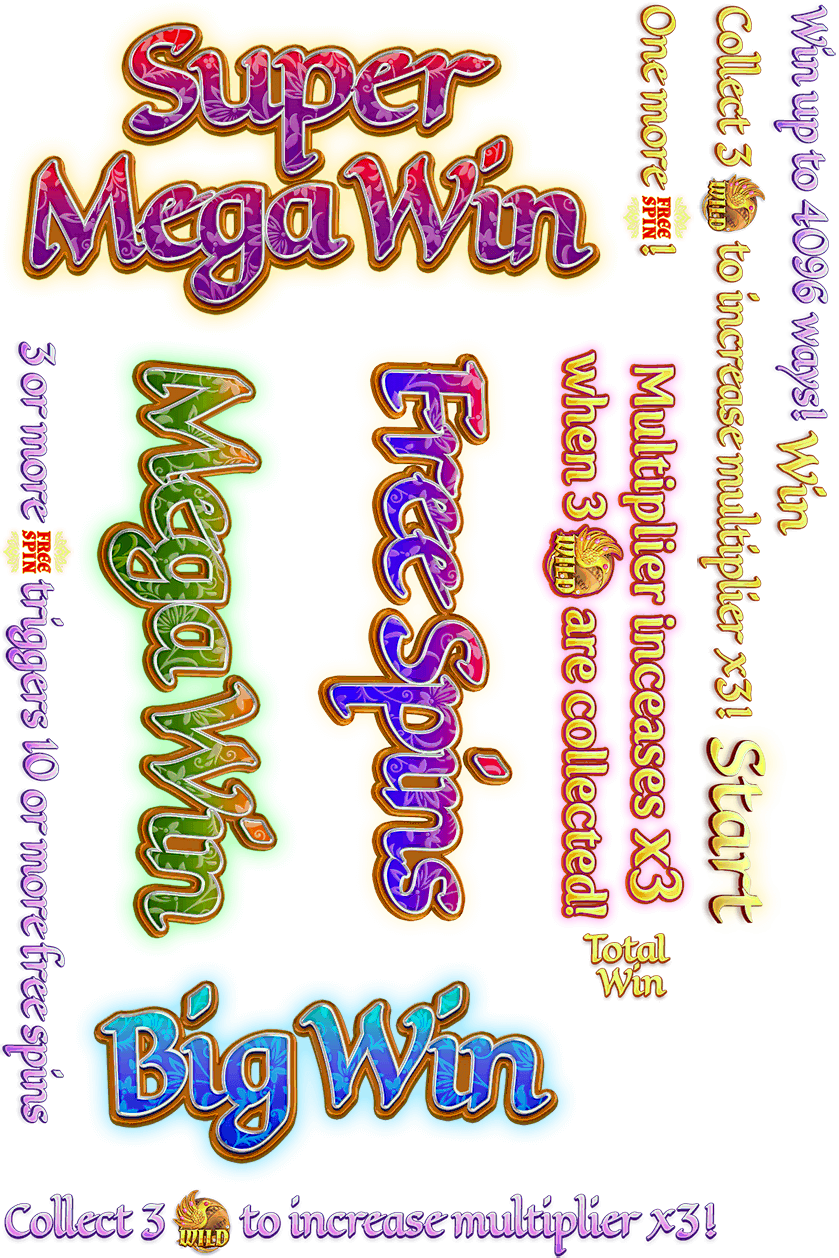 Super
Mega Win
One more FREE SPIN !
Collect 3 WILD to increase multiplier x3!
Win up to 4096 ways!
Win
3 or more FREE SPIN triggers 10 or more free spins
Mega Win
Free Spins
Multiplier inceases X3
when 3 WILD are collected!
Start
Total
Win
Big Win
Collect 3 WILD to increase multiplier x3!